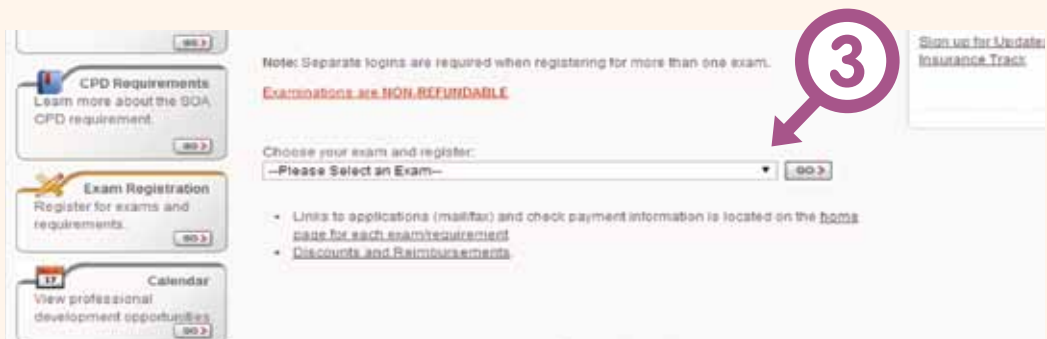 GO >
CPD Requirements
Learn more about the SOA
CPD requirement.
GO >
Exam Registration
Register for exams and
requirements.
GO >
17
Calendar
View professional
development opportunities
GO >
Note: Separate logins are required when registering for more than one exam.
Examinations are NON-REFUNDABLE
Choose your exam and register:
--Please Select an Exam--
GO >
• Links to applications (mail/fax) and check payment information is located on the home
page for each exam/requirement
• Discounts and Reimbursements
3
Sign up for Updates
Insurance Track